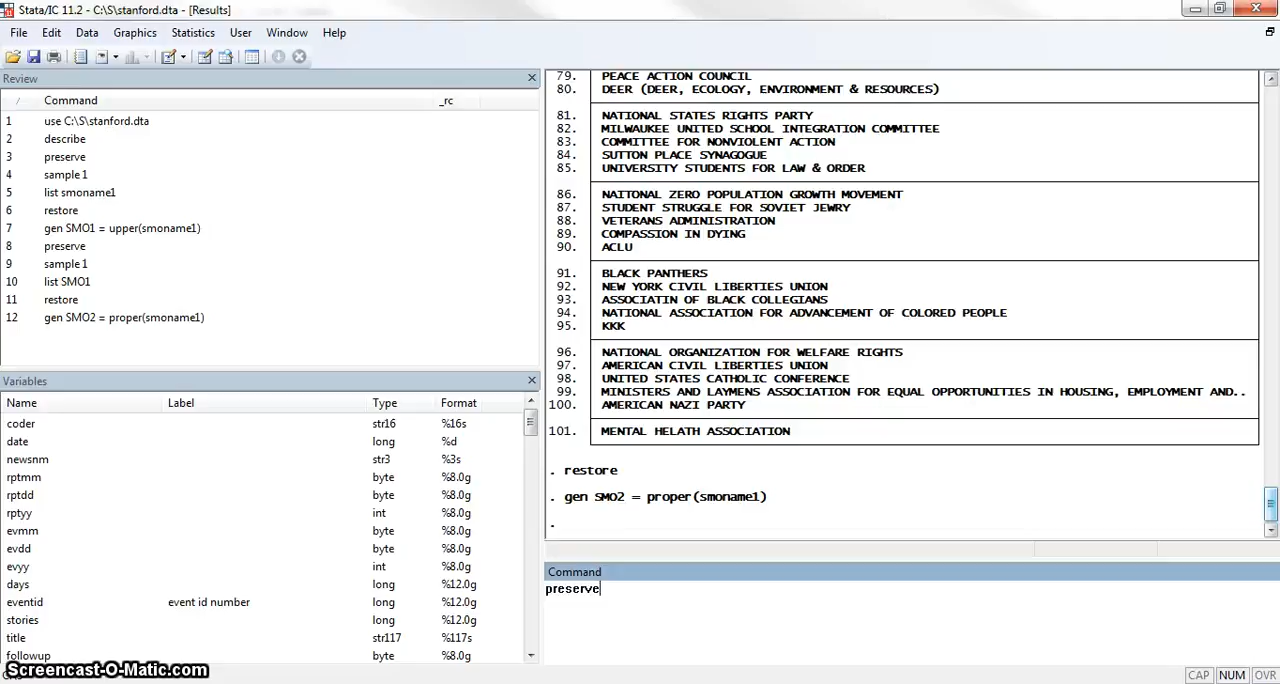 Stata/IC 11.2 - C:\S\stanford.dta - [Results]
File Edit Data Graphics Statistics User Window Help
Review
/ Command _rc
1 use C:\S\stanford.dta
2 describe
3 preserve
4 sample 1
5 list smoname1
6 restore
7 gen SMO1 = upper(smoname1)
8 preserve
9 sample 1
10 list SMO1
11 restore
12 gen SMO2 = proper(smoname1)
Variables
Name Label Type Format
coder str16 %16s
date long %d
newsnm str3 %3s
rptmm byte %8.0g
rptdd byte %8.0g
rptyy int %8.0g
evmm byte %8.0g
evdd byte %8.0g
evyy int %8.0g
days long %12.0g
eventid event id number long %12.0g
stories long %12.0g
title str117 %117s
followup byte %8.0g
79. PEACE ACTION COUNCIL
80. DEER (DEER, ECOLOGY, ENVIRONMENT & RESOURCES)
81. NATIONAL STATES RIGHTS PARTY
82. MILWAUKEE UNITED SCHOOL INTEGRATION COMMITTEE
83. COMMITTEE FOR NONVIOLENT ACTION
84. SUTTON PLACE SYNAGOGUE
85. UNIVERSITY STUDENTS FOR LAW & ORDER
86. NAITONAL ZERO POPULATION GROWTH MOVEMENT
87. STUDENT STRUGGLE FOR SOVIET JEWRY
88. VETERANS ADMINISTRATION
89. COMPASSION IN DYING
90. ACLU
91. BLACK PANTHERS
92. NEW YORK CIVIL LIBERTIES UNION
93. ASSOCIATIN OF BLACK COLLEGIANS
94. NATIONAL ASSOCIATION FOR ADVANCEMENT OF COLORED PEOPLE
95. KKK
96. NATIONAL ORGANIZATION FOR WELFARE RIGHTS
97. AMERICAN CIVIL LIBERTIES UNION
98. UNITED STATES CATHOLIC CONFERENCE
99. MINISTERS AND LAYMENS ASSOCIATION FOR EQUAL OPPORTUNITIES IN HOUSING, EMPLOYMENT AND..
100. AMERICAN NAZI PARTY
101. MENTAL HELATH ASSOCIATION
. restore
. gen SMO2 = proper(smoname1)
.
Command
preserve
Screencast-O-Matic.com
CAP NUM OVR